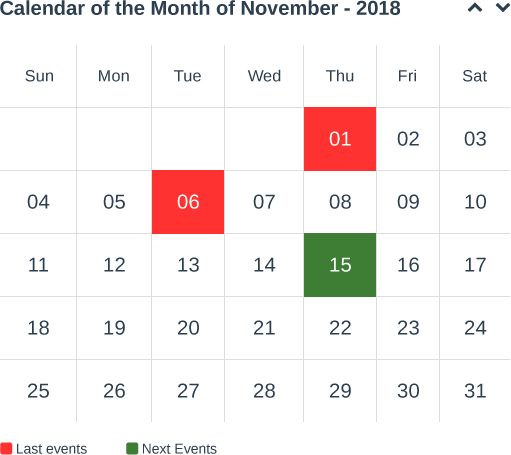 Calendar of the Month of November - 2018
Sun Mon Tue Wed Thu Fri Sat
01 02 03
04 05 06 07 08 09 10
11 12 13 14 15 16 17
18 19 20 21 22 23 24
25 26 27 28 29 30 31
Last events Next Events